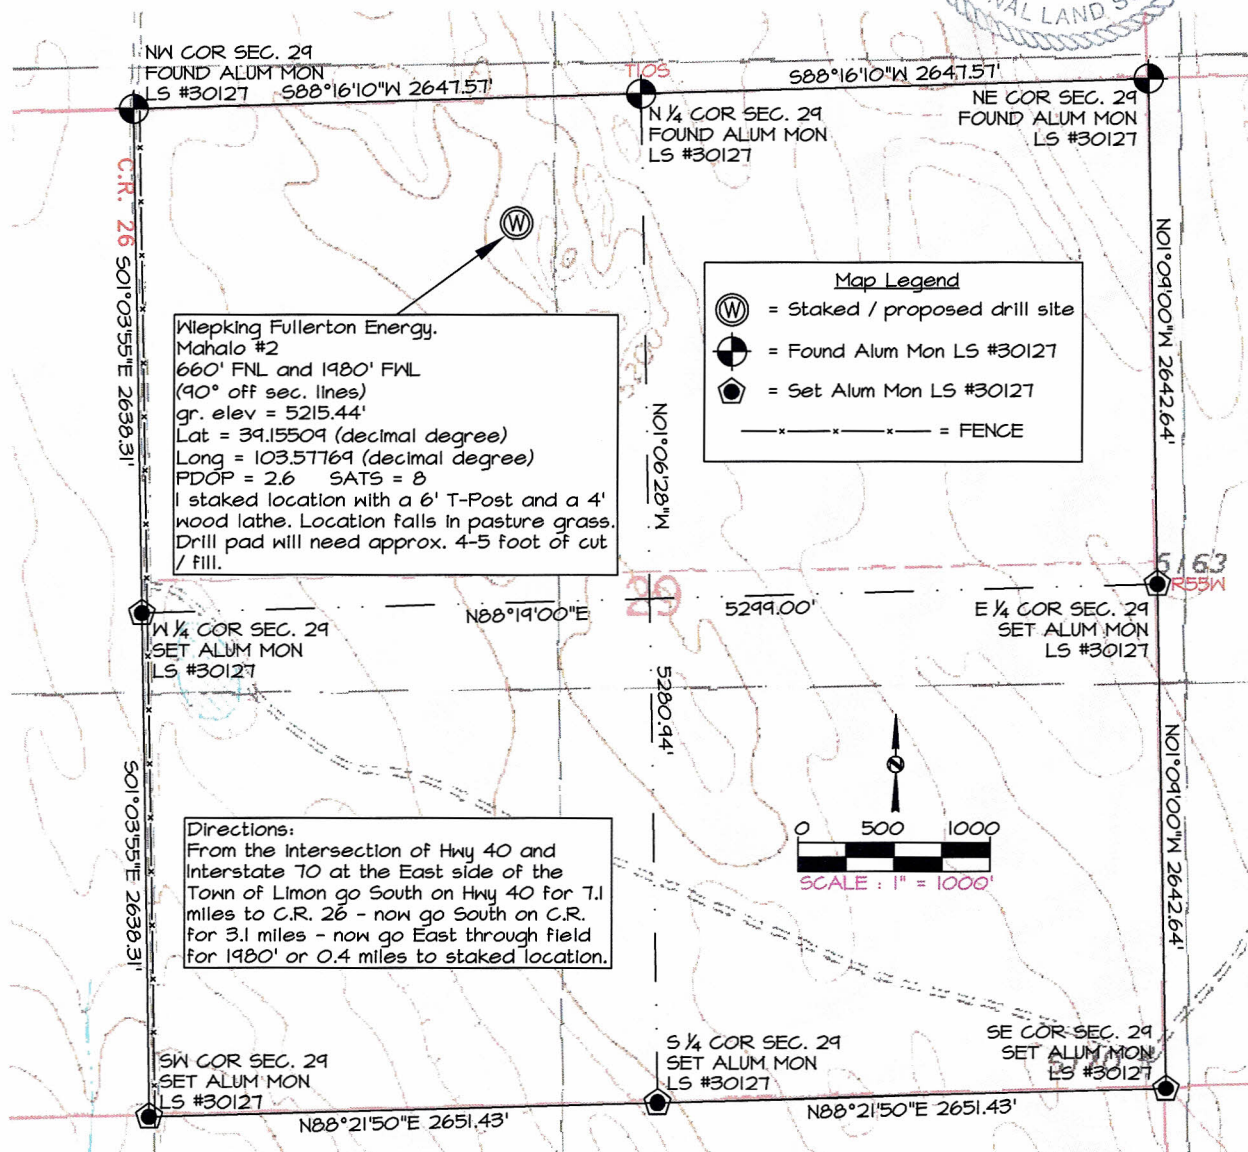 NAL LAND S
NW COR SEC. 29
FOUND ALUM MON
LS #30127
S88°16'10"W 2647.57'
T10S
S88°16'10"W 2647.57'
N 1/4 COR SEC. 29
FOUND ALUM MON
LS #30127
NE COR SEC. 29
FOUND ALUM MON
LS #30127
C.R. 26
S01°03'55"E 2638.31'
W
Wiepking Fullerton Energy.
Mahalo #2
660' FNL and 1980' FWL
(90° off sec. lines)
gr. elev = 5215.44'
Lat = 39.15509 (decimal degree)
Long = 103.57769 (decimal degree)
PDOP = 2.6 SATS = 8
I staked location with a 6' T-Post and a 4'
wood lathe. Location falls in pasture grass.
Drill pad will need approx. 4-5 foot of cut
/ fill.
5200
N01°06'28"W
Map Legend
W = Staked / proposed drill site
= Found Alum Mon LS #30127
= Set Alum Mon LS #30127
= FENCE
N01°09'00"W 2642.64'
5163
R55W
W 1/4 COR SEC. 29
SET ALUM MON
LS #30127
N88°19'00"E
29
5299.00'
E 1/4 COR SEC. 29
SET ALUM MON
LS #30127
5280.94'
N
0 500 1000
SCALE : 1" = 1000'
N01°09'00"W 2642.64'
S01°03'55"E 2638.31'
Directions:
From the intersection of Hwy 40 and
Interstate 70 at the East side of the
Town of Limon go South on Hwy 40 for 7.1
miles to C.R. 26 - now go South on C.R.
for 3.1 miles - now go East through field
for 1980' or 0.4 miles to staked location.
SW COR SEC. 29
SET ALUM MON
LS #30127
N88°21'50"E 2651.43'
S 1/4 COR SEC. 29
SET ALUM MON
LS #30127
N88°21'50"E 2651.43'
SE COR SEC. 29
SET ALUM MON
LS #30127